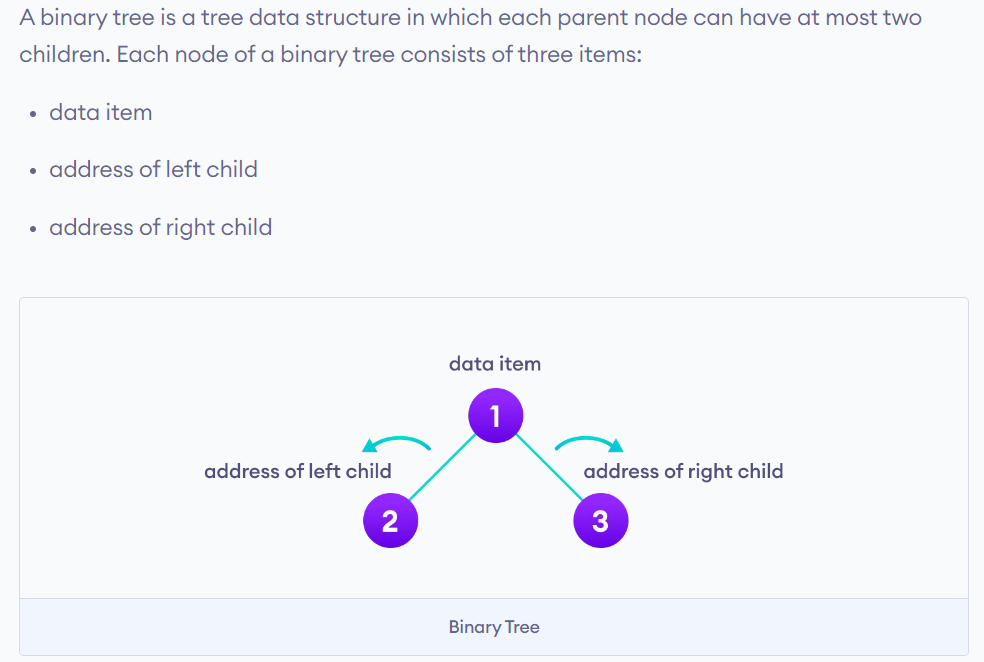 A binary tree is a tree data structure in which each parent node can have at most two
children. Each node of a binary tree consists of three items:
• data item
• address of left child
• address of right child
data item
1
address of left child
address of right child
2
3
Binary Tree